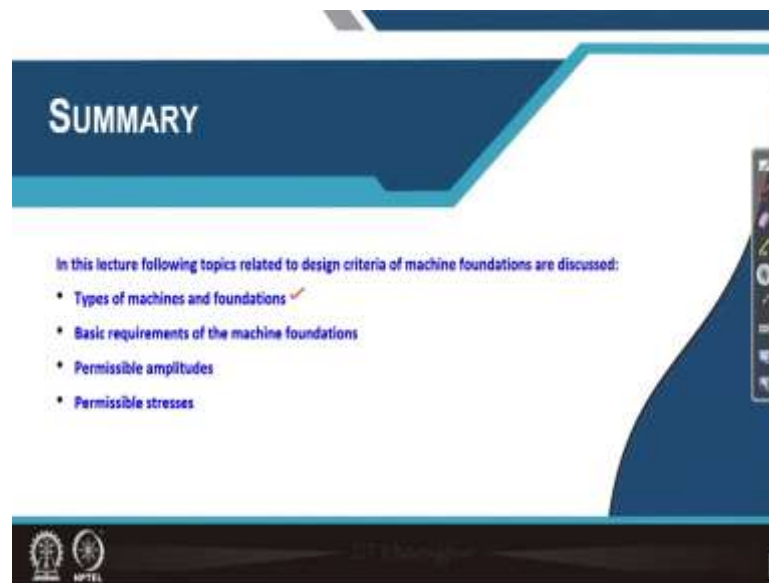 SUMMARY
In this lecture following topics related to design criteria of machine foundations are discussed:
• Types of machines and foundations
• Basic requirements of the machine foundations
• Permissible amplitudes
• Permissible stresses
NPTEL